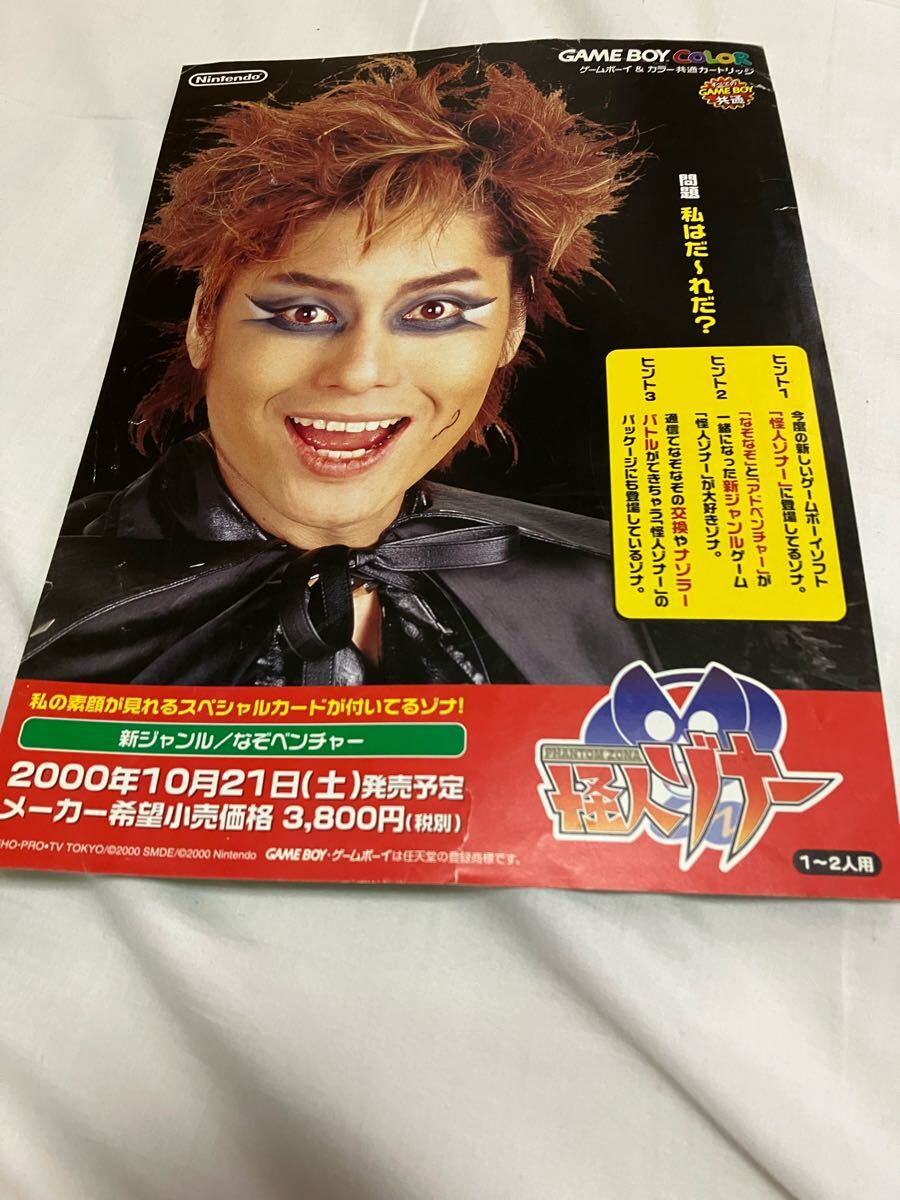 Nintendo
GAME BOY COLOR
ゲームボーイ & カラー共通カートリッジ
すべての
GAME BOY
共通
問題 私はだ〜れだ?
ヒント1 今度の新しいゲームボーイソフト
「怪人ゾナー」に登場してるゾナ。
ヒント2 「なぞなぞ」と「アドベンチャー」が
一緒になった新ジャンルゲーム
「怪人ゾナー」が大好きゾナ。
ヒント3 通信でなぞなぞの交換やナゾラー
バトルができちゃう「怪人ゾナー」の
パッケージにも登場しているゾナ。
私の素顔が見れるスペシャルカードが付いてるゾナ!
新ジャンル/なぞベンチャー
2000年10月21日(土)発売予定
メーカー希望小売価格 3,800円(税別)
PHANTOM ZONA
怪人ゾナー
HO-PRO•TV TOKYO/©2000 SMDE/©2000 Nintendo GAME BOY・ゲームボーイは任天堂の登録商標です。
1〜2人用